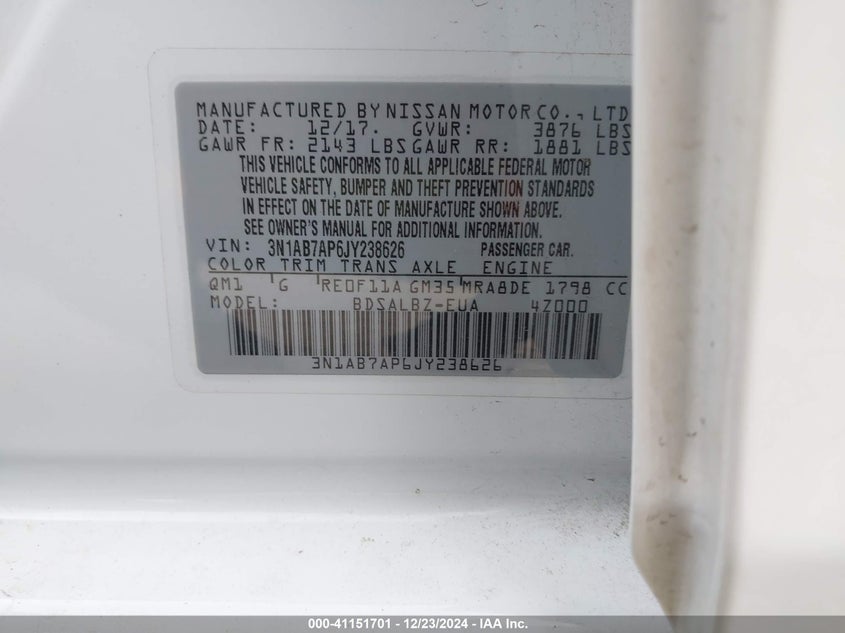 MANUFACTURED BY NISSAN MOTOR CO., LTD
DATE: 12/17. GVWR: 3876 LBS
GAWR FR: 2143 LBS GAWR RR: 1881 LBS
THIS VEHICLE CONFORMS TO ALL APPLICABLE FEDERAL MOTOR
VEHICLE SAFETY, BUMPER AND THEFT PREVENTION STANDARDS
IN EFFECT ON THE DATE OF MANUFACTURE SHOWN ABOVE.
SEE OWNER'S MANUAL FOR ADDITIONAL INFORMATION.
VIN: 3N1AB7AP6JY238626 PASSENGER CAR.
COLOR TRIM TRANS AXLE ENGINE
QM1 G RE0F11A GM35 MRA8DE 1798 CC
MODEL: BDSALBZ-EUA 4Z000
3N1AB7AP6JY238626
000-41151701 - 12/23/2024 - IAA Inc.